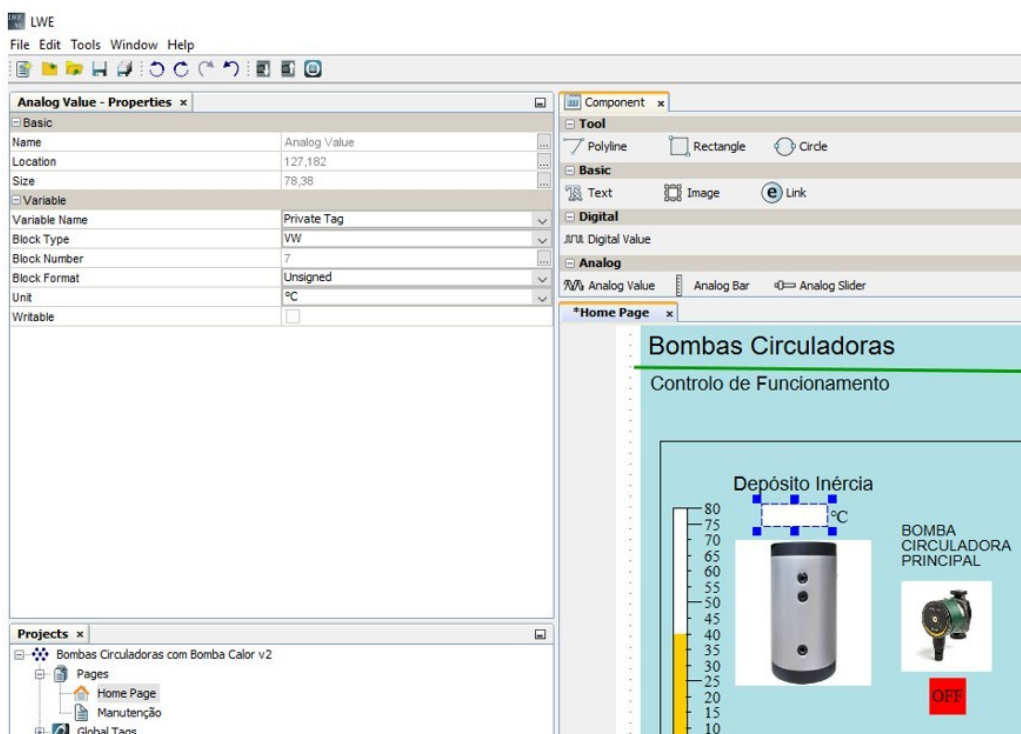 LWE
File Edit Tools Window Help
Analog Value - Properties x
Basic
Name Analog Value ...
Location 127,182 ...
Size 78,38 ...
Variable
Variable Name Private Tag
Block Type VW
Block Number 7 ...
Block Format Unsigned
Unit °C
Writable
Projects x
Bombas Circuladoras com Bomba Calor v2
Pages
Home Page
Manutenção
Global Tags
Component x
Tool
Polyline Rectangle Circle
Basic
Text Image e Link
Digital
Digital Value
Analog
Analog Value Analog Bar Analog Slider
*Home Page x
Bombas Circuladoras
Controlo de Funcionamento
Depósito Inércia
°C
80
75
70
65
60
55
50
45
40
35
30
25
20
15
10
BOMBA
CIRCULADORA
PRINCIPAL
OFF